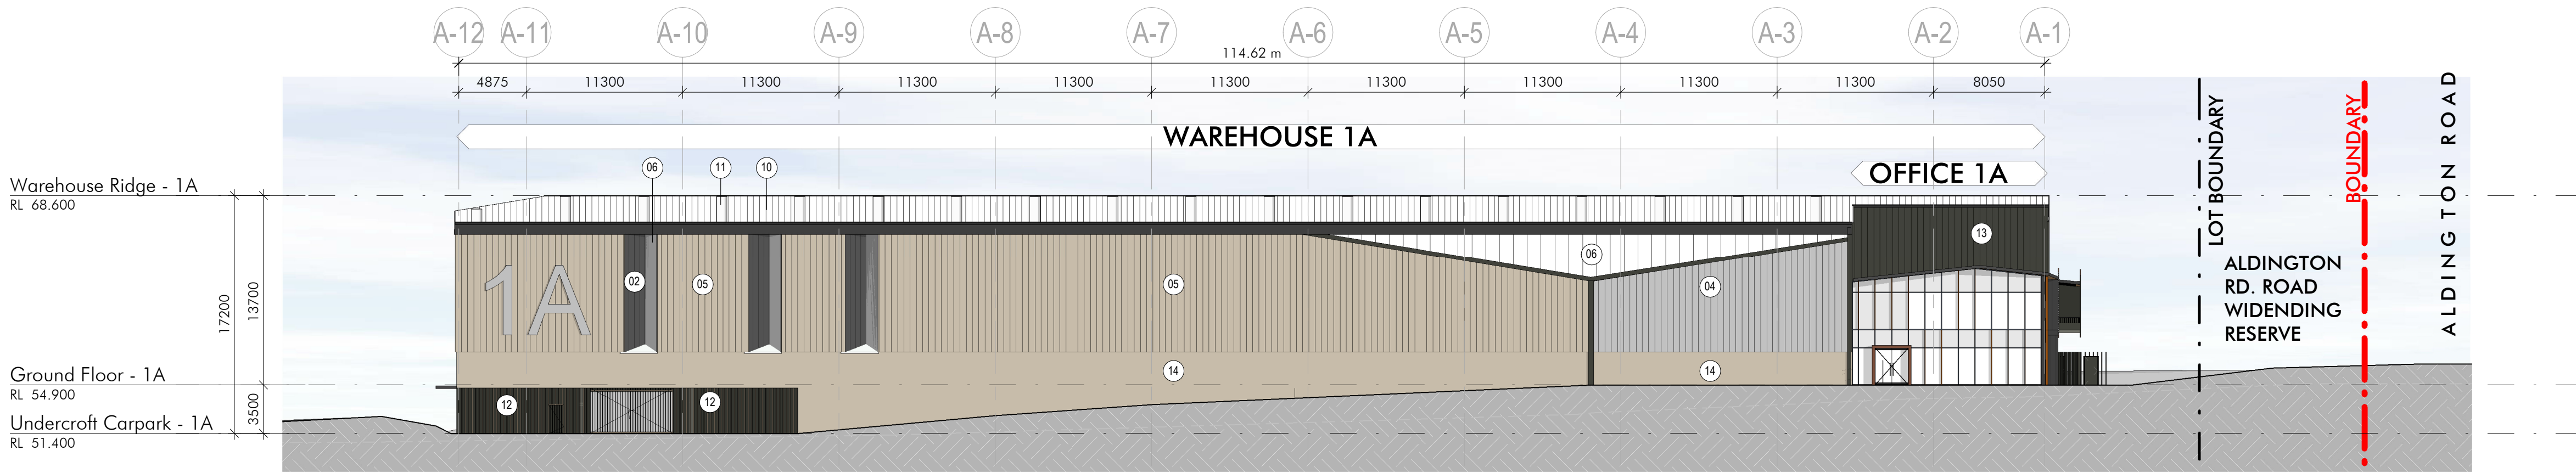 A-12 A-11 A-10 A-9 A-8 A-7 A-6 A-5 A-4 A-3 A-2 A-1
114.62 m
4875 11300 11300 11300 11300 11300 11300 11300 11300 11300 8050
WAREHOUSE 1A
OFFICE 1A
06 11 10
Warehouse Ridge - 1A
RL 68.600
17200
13700
3500
1A
02 05 05 06 04 13
14 14
Ground Floor - 1A
RL 54.900
12 12
Undercroft Carpark - 1A
RL 51.400
LOT BOUNDARY
ALDINGTON
RD. ROAD
WIDENDING
RESERVE
BOUNDARY
ALDINGTON ROAD